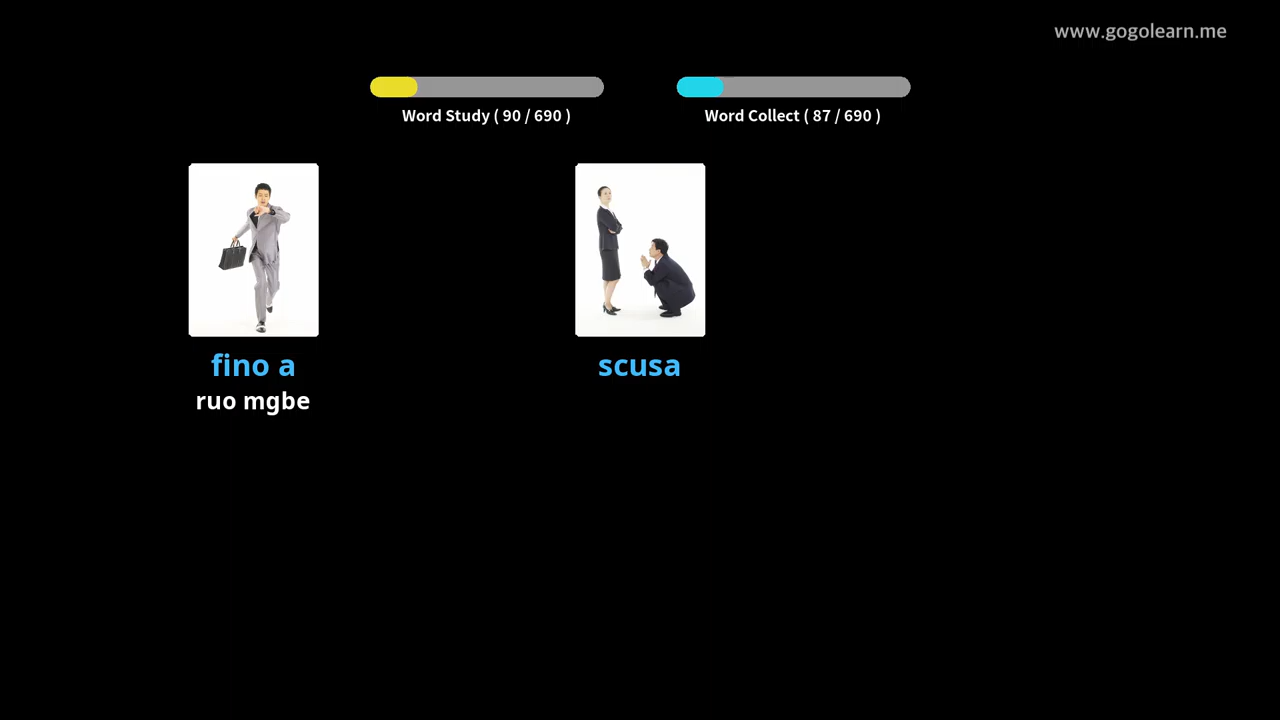 www.gogolearn.me
Word Study ( 90 / 690 )
Word Collect ( 87 / 690 )
fino a
ruo mgbe
scusa